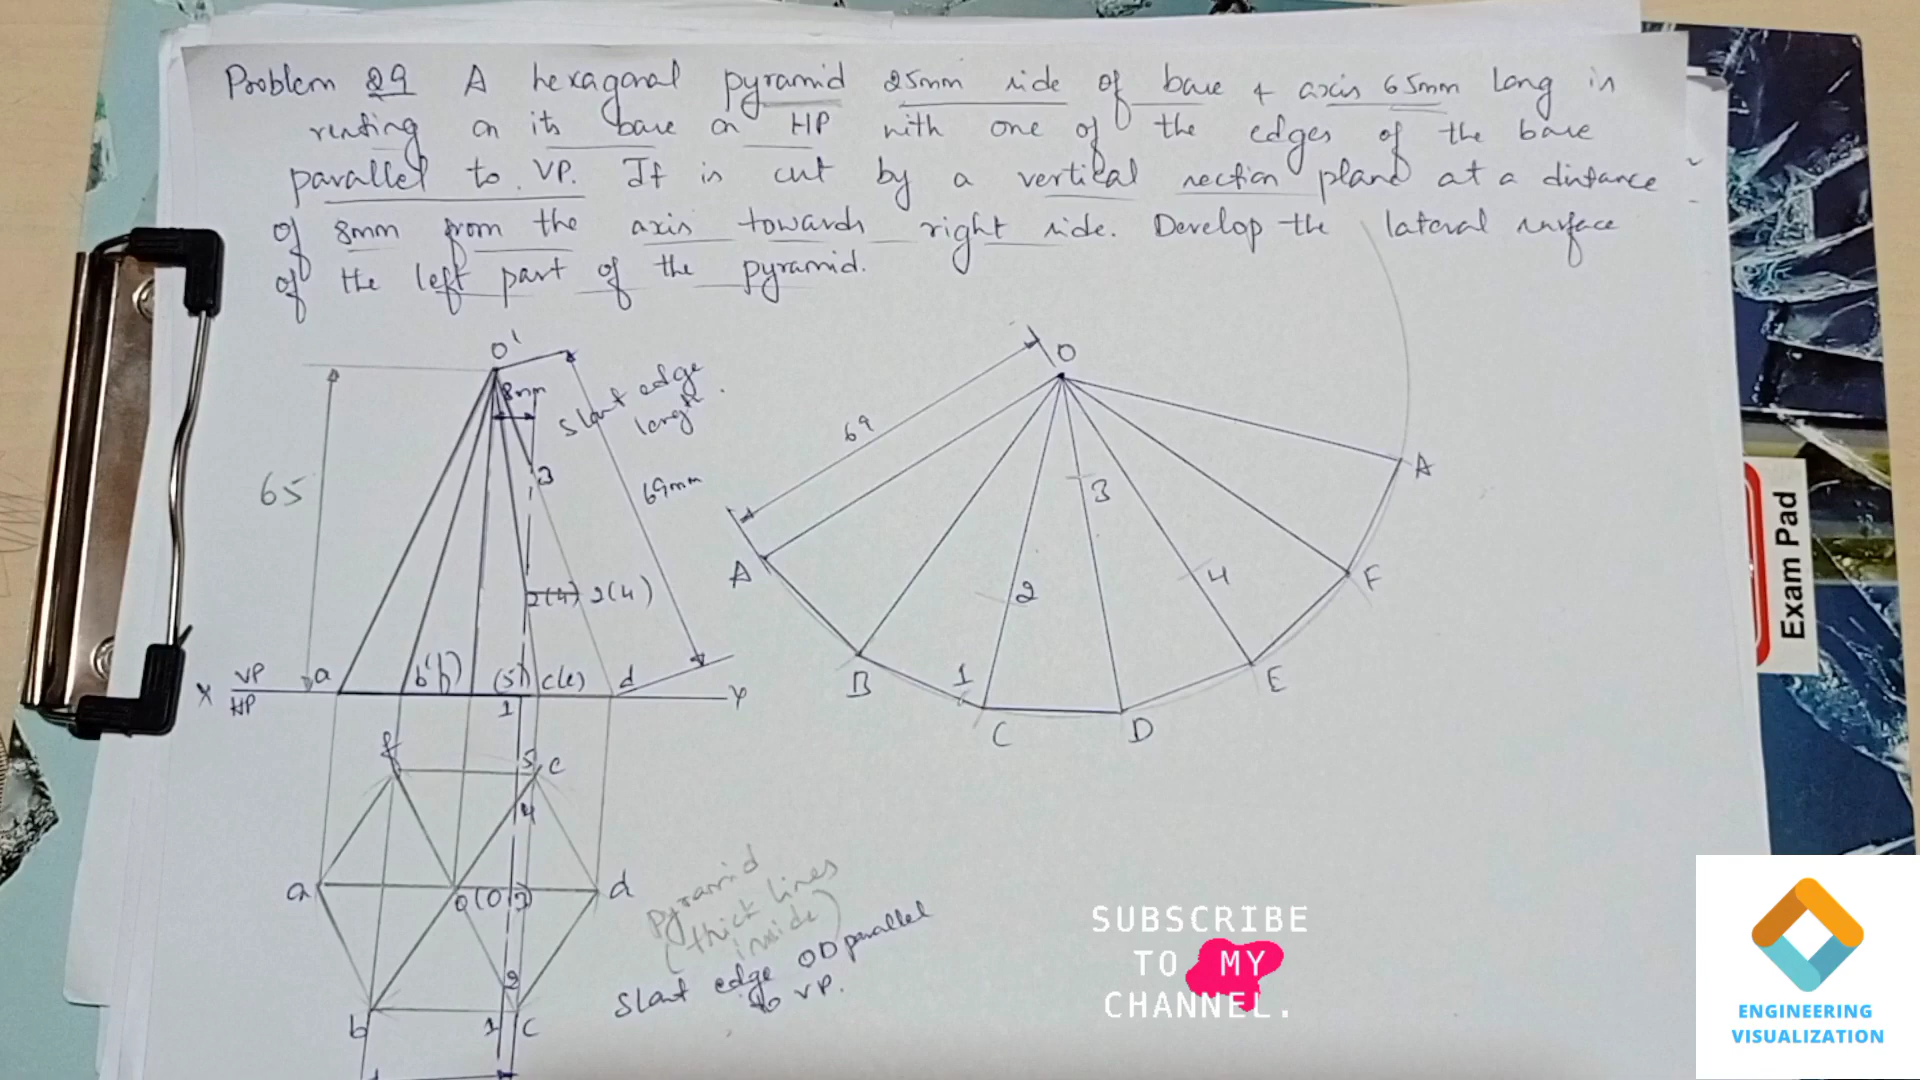 Problem 29 A hexagonal pyramid 25mm side of base & axis 65mm long is
resting on its base on HP with one of the edges of the base
parallel to VP. It is cut by a vertical section plane at a distance
of 8mm from the axis towards right side. Develop the lateral surface
of the left part of the pyramid.
O'
8mm
Slant edge
length.
65
3
69mm
2(4) 2(4)
a b'(f') (5') c(e) d
X VP Y
HP
1
f 5 e
4
a o(O' 3) d
2
b 1 c
Pyramid
(thick lines
inside)
Slant edge OD parallel
to VP.
O
69
A
3
A
2
4
F
B 1
E
C D
Exam Pad
SUBSCRIBE
TO MY
CHANNEL.
ENGINEERING
VISUALIZATION